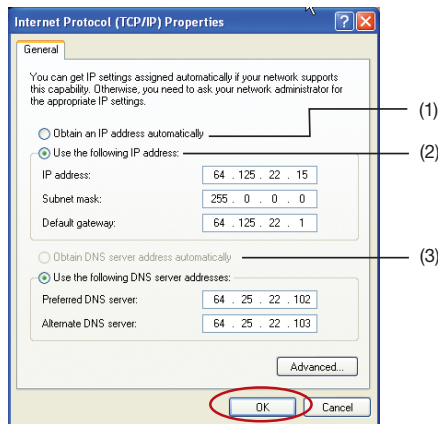 Internet Protocol (TCP/IP) Properties
General
You can get IP settings assigned automatically if your network supports
this capability. Otherwise, you need to ask your network administrator for
the appropriate IP settings.
Obtain an IP address automatically (1)
Use the following IP address: (2)
IP address: 64 . 125 . 22 . 15
Subnet mask: 255 . 0 . 0 . 0
Default gateway: 64 . 125 . 22 . 1
Obtain DNS server address automatically (3)
Use the following DNS server addresses:
Preferred DNS server: 64 . 25 . 22 . 102
Alternate DNS server: 64 . 25 . 22 . 103
Advanced...
OK Cancel